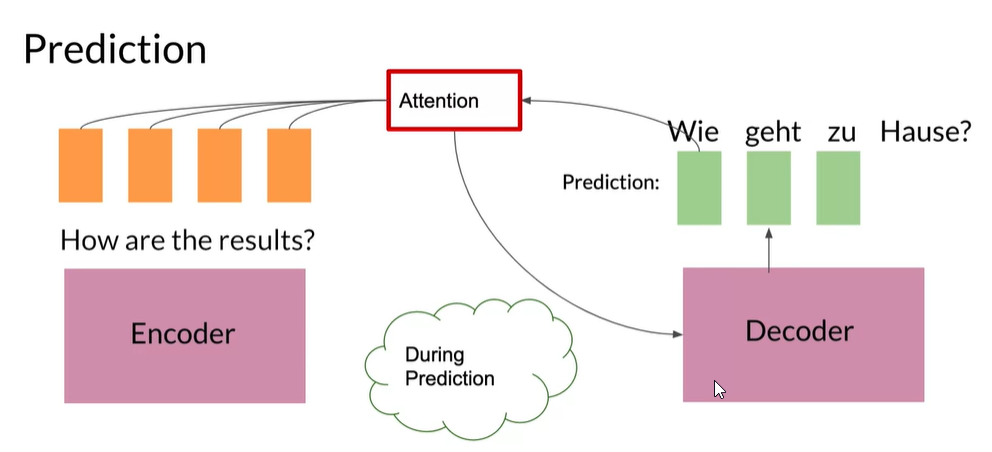 Prediction
Attention
Wie geht zu Hause?
Prediction:
How are the results?
Encoder
Decoder
During
Prediction